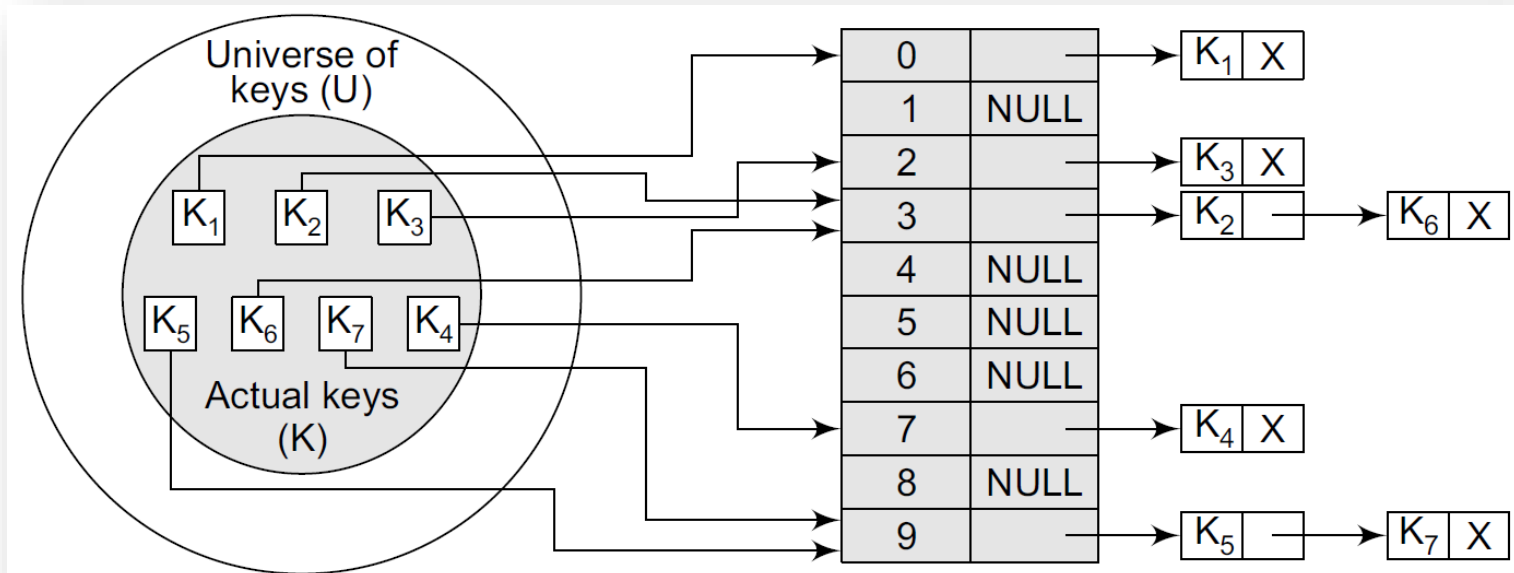 Universe of
keys (U)
K₁ K₂ K₃
K₅ K₆ K₇ K₄
Actual keys
(K)
0 K₁ X
1 NULL
2 K₃ X
3 K₂ K₆ X
4 NULL
5 NULL
6 NULL
7 K₄ X
8 NULL
9 K₅ K₇ X